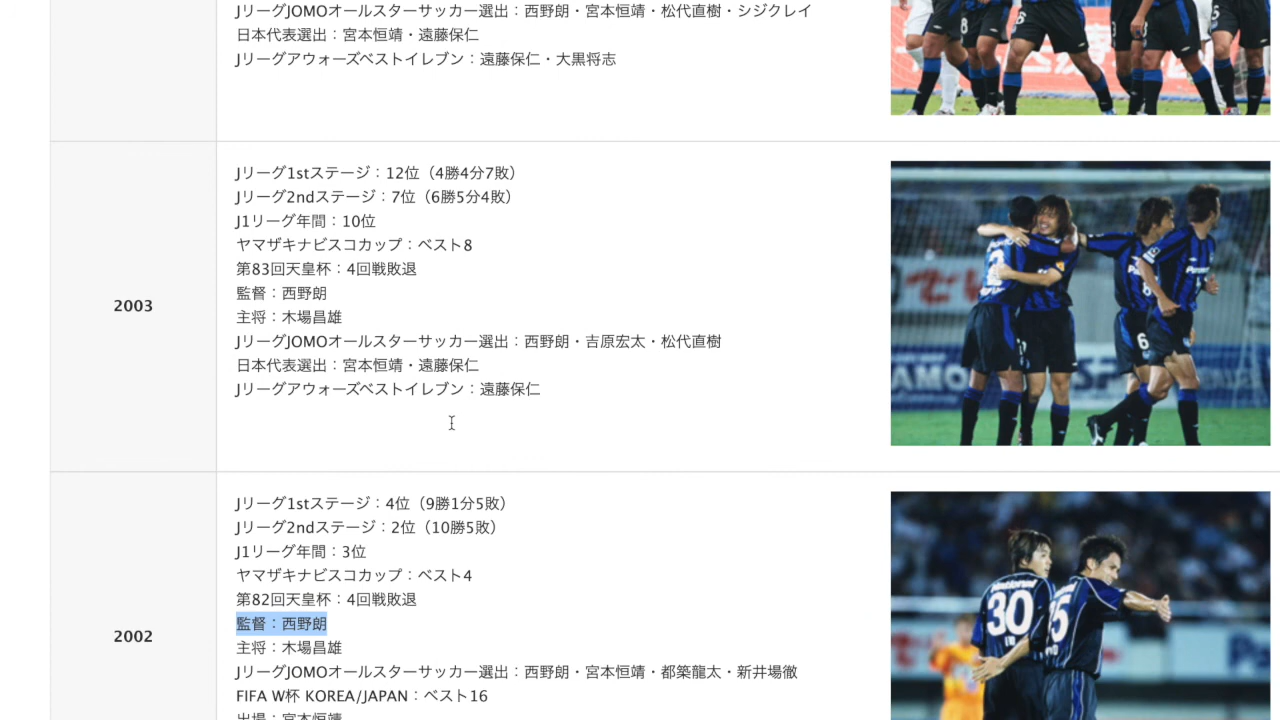 JリーグJOMOオールスターサッカー選出：西野朗・宮本恒靖・松代直樹・シジクレイ
日本代表選出：宮本恒靖・遠藤保仁
Jリーグアウォーズベストイレブン：遠藤保仁・大黒将志
2003
Jリーグ1stステージ：12位（4勝4分7敗）
Jリーグ2ndステージ：7位（6勝5分4敗）
J1リーグ年間：10位
ヤマザキナビスコカップ：ベスト8
第83回天皇杯：4回戦敗退
監督：西野朗
主将：木場昌雄
JリーグJOMOオールスターサッカー選出：西野朗・吉原宏太・松代直樹
日本代表選出：宮本恒靖・遠藤保仁
Jリーグアウォーズベストイレブン：遠藤保仁
2002
Jリーグ1stステージ：4位（9勝1分5敗）
Jリーグ2ndステージ：2位（10勝5敗）
J1リーグ年間：3位
ヤマザキナビスコカップ：ベスト4
第82回天皇杯：4回戦敗退
監督：西野朗
主将：木場昌雄
JリーグJOMOオールスターサッカー選出：西野朗・宮本恒靖・都築龍太・新井場徹
FIFA W杯 KOREA/JAPAN：ベスト16
出場：宮本恒靖
6
30